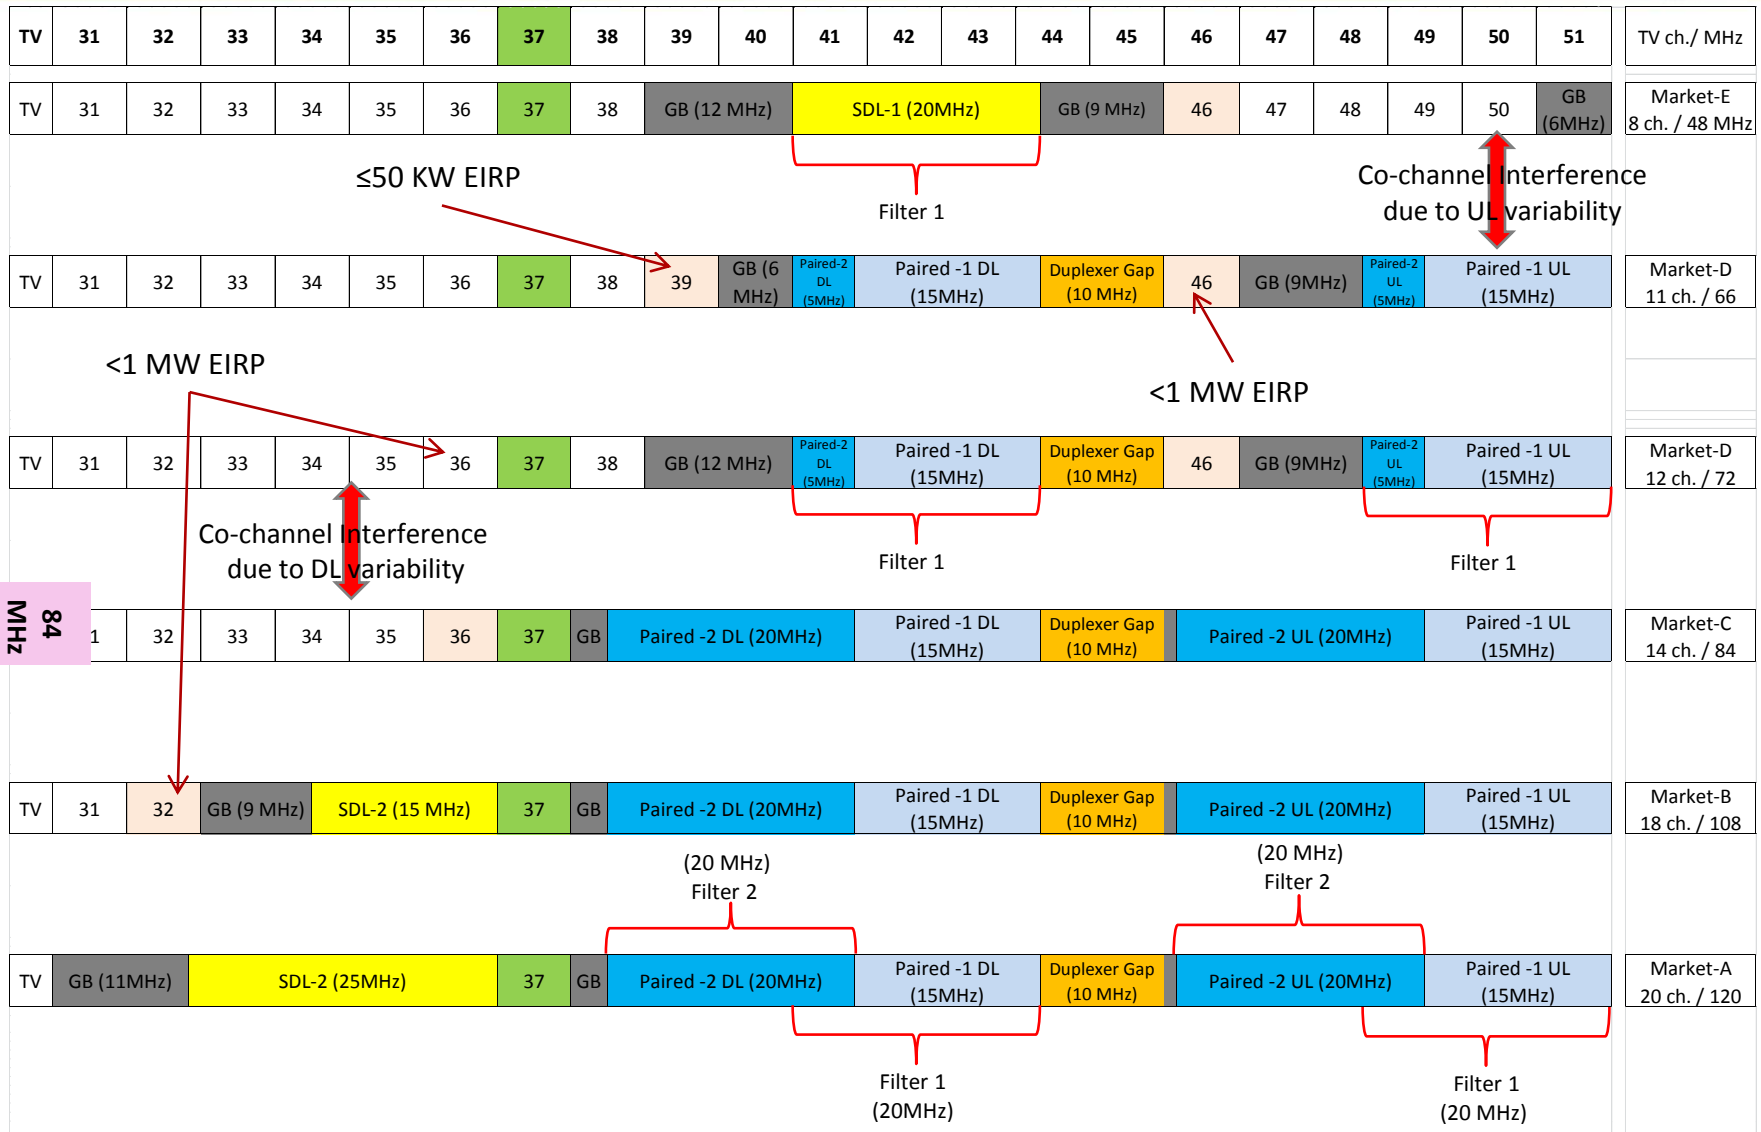 TV 31 32 33 34 35 36 37 38 39 40 41 42 43 44 45 46 47 48 49 50 51 TV ch./ MHz
TV 31 32 33 34 35 36 37 38 GB (12 MHz) SDL-1 (20MHz) GB (9 MHz) 46 47 48 49 50 GB
(6MHz)
Market-E
8 ch. / 48 MHz
≤50 KW EIRP
Filter 1
Co-channel Interference
due to UL variability
TV 31 32 33 34 35 36 37 38 39 GB (6
MHz)
Paired-2
DL
(5MHz)
Paired -1 DL
(15MHz)
Duplexer Gap
(10 MHz)
46 GB (9MHz)
Paired-2
UL
(5MHz)
Paired -1 UL
(15MHz)
Market-D
11 ch. / 66
<1 MW EIRP
<1 MW EIRP
TV 31 32 33 34 35 36 37 38 GB (12 MHz)
Paired-2
DL
(5MHz)
Paired -1 DL
(15MHz)
Duplexer Gap
(10 MHz)
46 GB (9MHz)
Paired-2
UL
(5MHz)
Paired -1 UL
(15MHz)
Market-D
12 ch. / 72
Co-channel Interference
due to DL variability
Filter 1
Filter 1
84
MHz
1 32 33 34 35 36 37 GB Paired -2 DL (20MHz)
Paired -1 DL
(15MHz)
Duplexer Gap
(10 MHz)
Paired -2 UL (20MHz)
Paired -1 UL
(15MHz)
Market-C
14 ch. / 84
TV 31 32 GB (9 MHz) SDL-2 (15 MHz) 37 GB Paired -2 DL (20MHz)
Paired -1 DL
(15MHz)
Duplexer Gap
(10 MHz)
Paired -2 UL (20MHz)
Paired -1 UL
(15MHz)
Market-B
18 ch. / 108
(20 MHz)
Filter 2
(20 MHz)
Filter 2
TV GB (11MHz) SDL-2 (25MHz) 37 GB Paired -2 DL (20MHz)
Paired -1 DL
(15MHz)
Duplexer Gap
(10 MHz)
Paired -2 UL (20MHz)
Paired -1 UL
(15MHz)
Market-A
20 ch. / 120
Filter 1
(20MHz)
Filter 1
(20 MHz)